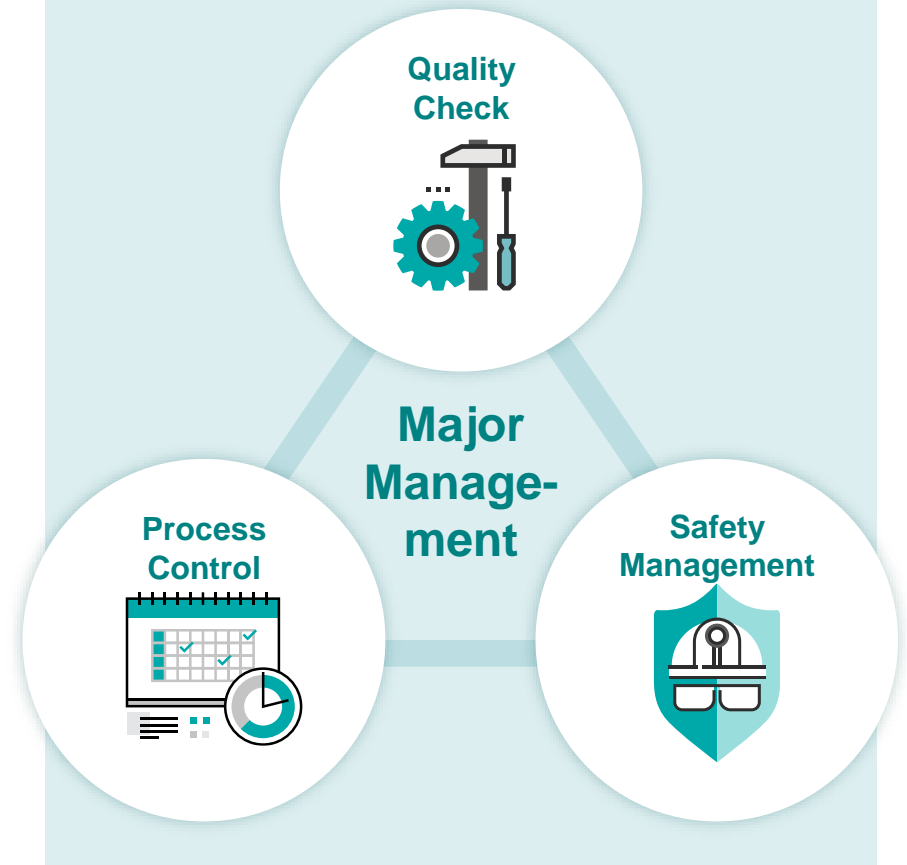 Quality
Check
Major
Manage-
ment
Process
Control
Safety
Management